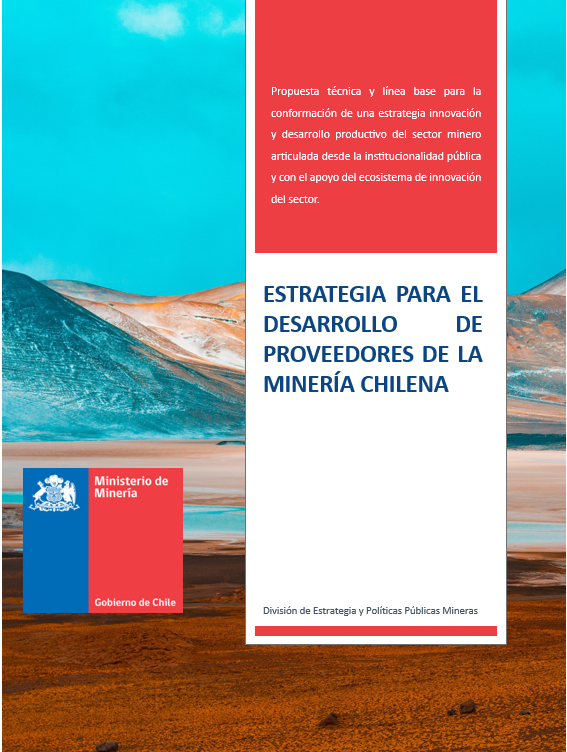 Propuesta técnica y línea base para la
conformación de una estrategia innovación
y desarrollo productivo del sector minero
articulada desde la institucionalidad pública
y con el apoyo del ecosistema de innovación
del sector.
ESTRATEGIA PARA EL
DESARROLLO DE
PROVEEDORES DE LA
MINERÍA CHILENA
Ministerio de
Minería
Gobierno de Chile
División de Estrategia y Políticas Públicas Mineras